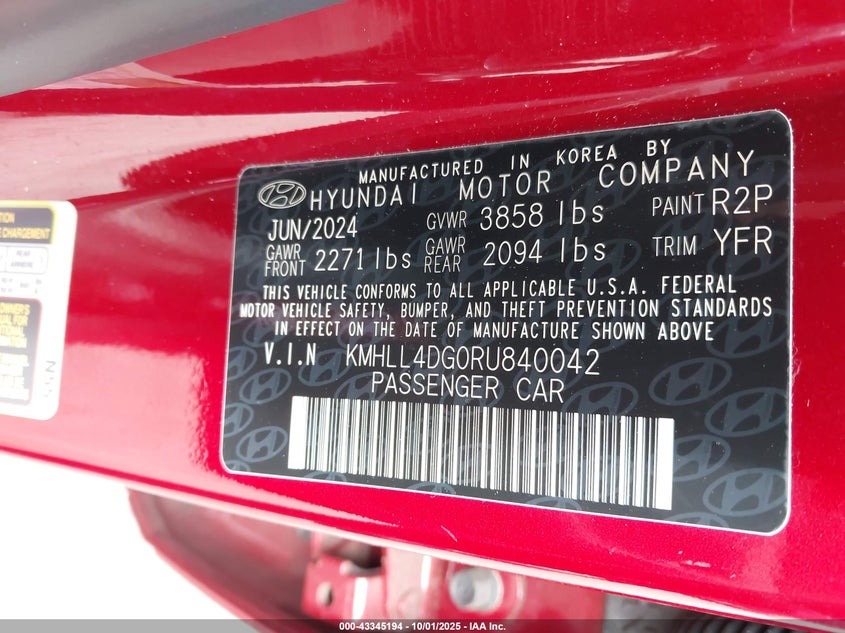 MANUFACTURED IN KOREA BY
HYUNDAI MOTOR COMPANY
JUN/2024 GVWR 3858 lbs PAINT R2P
GAWR FRONT 2271 lbs GAWR REAR 2094 lbs TRIM YFR
THIS VEHICLE CONFORMS TO ALL APPLICABLE U.S.A. FEDERAL
MOTOR VEHICLE SAFETY, BUMPER, AND THEFT PREVENTION STANDARDS
IN EFFECT ON THE DATE OF MANUFACTURE SHOWN ABOVE
V.I.N KMHLL4DG0RU840042
PASSENGER CAR
CHARGEMENT
REAR
000-43345194 - 10/01/2025 - IAA Inc.